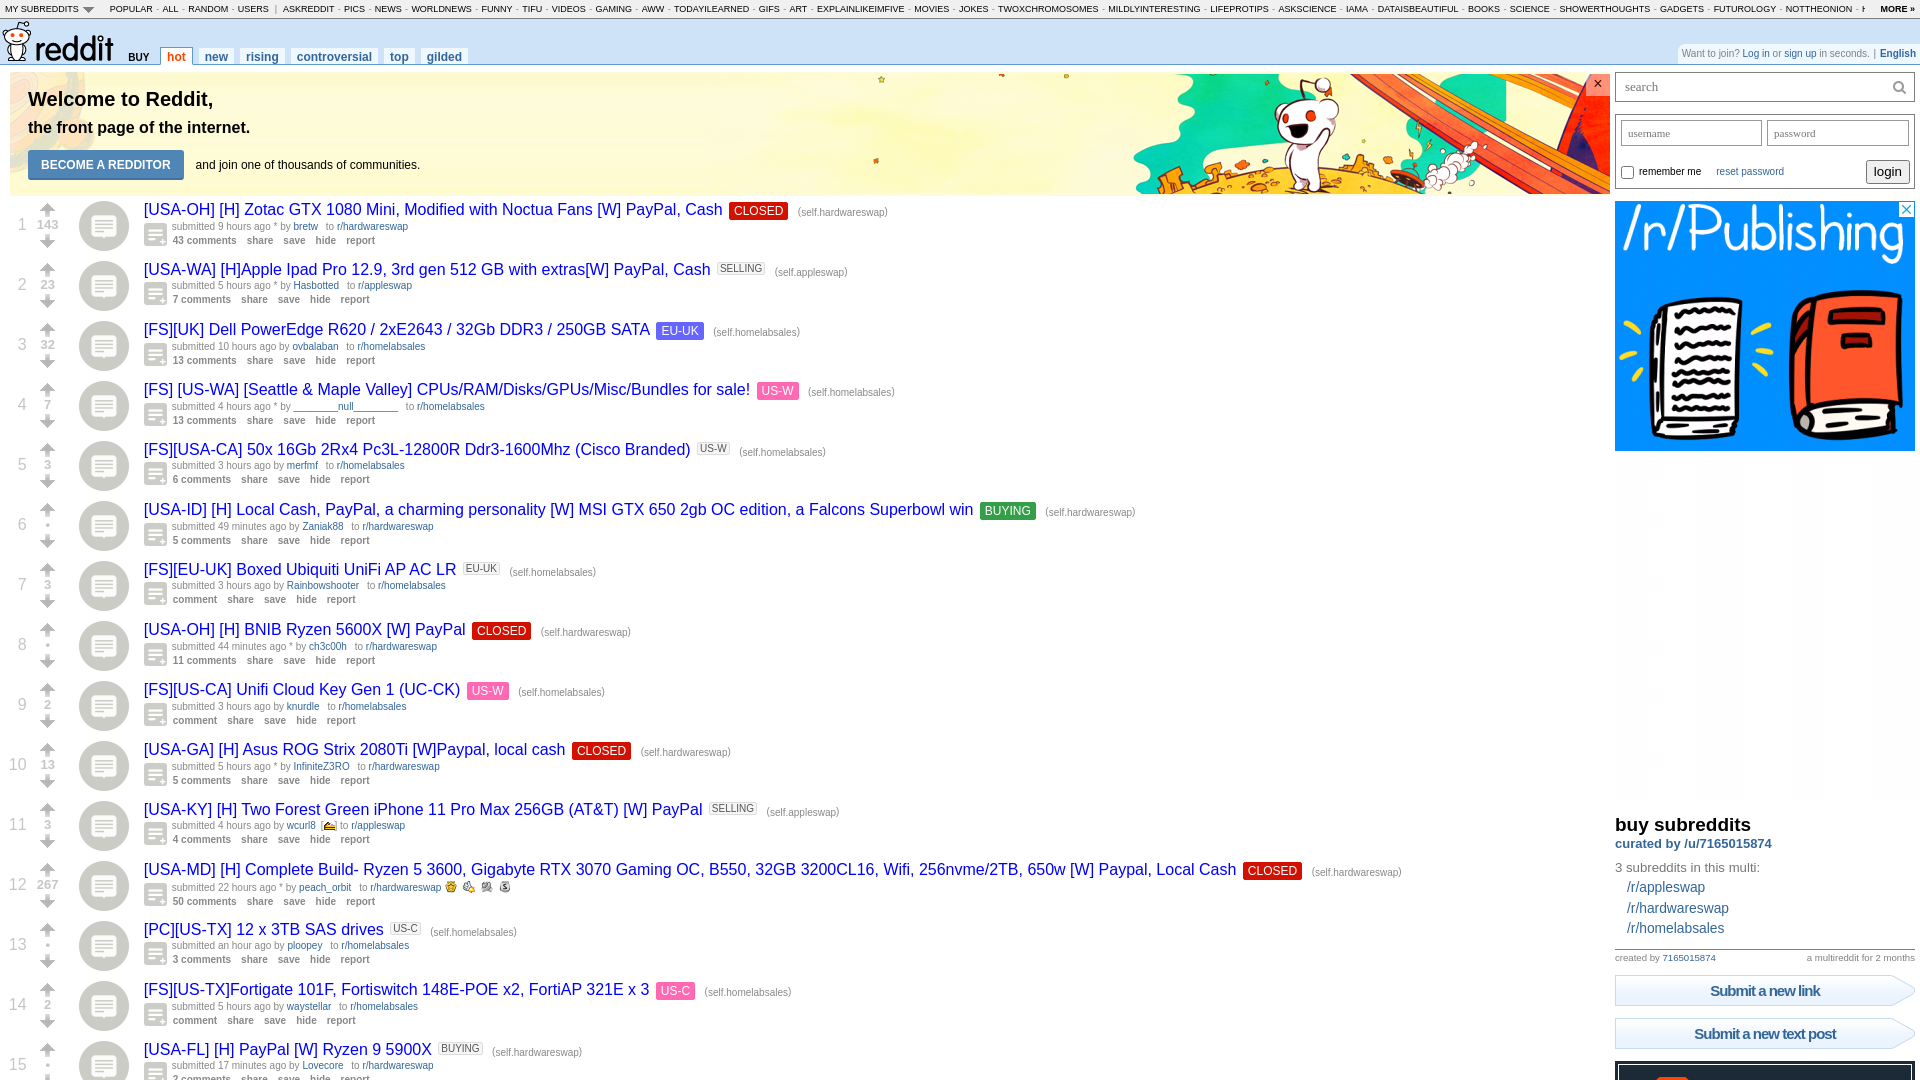 MY SUBREDDITS POPULAR - ALL - RANDOM - USERS | ASKREDDIT - PICS - NEWS - WORLDNEWS - FUNNY - TIFU - VIDEOS - GAMING - AWW - TODAYILEARNED - GIFS - ART - EXPLAINLIKEIMFIVE - MOVIES - JOKES - TWOXCHROMOSOMES - MILDLYINTERESTING - LIFEPROTIPS - ASKSCIENCE - IAMA - DATAISBEAUTIFUL - BOOKS - SCIENCE - SHOWERTHOUGHTS - GADGETS - FUTUROLOGY - NOTTHEONION - MORE »
reddit BUY hot new rising controversial top gilded
Want to join? Log in or sign up in seconds. | English
Welcome to Reddit,
the front page of the internet.
BECOME A REDDITOR and join one of thousands of communities.
×
search
username password
remember me reset password login
/r/Publishing
1 143 [USA-OH] [H] Zotac GTX 1080 Mini, Modified with Noctua Fans [W] PayPal, Cash CLOSED (self.hardwareswap)
submitted 9 hours ago * by bretw to r/hardwareswap
43 comments share save hide report
2 23 [USA-WA] [H]Apple Ipad Pro 12.9, 3rd gen 512 GB with extras[W] PayPal, Cash SELLING (self.appleswap)
submitted 5 hours ago * by Hasbotted to r/appleswap
7 comments share save hide report
3 32 [FS][UK] Dell PowerEdge R620 / 2xE2643 / 32Gb DDR3 / 250GB SATA EU-UK (self.homelabsales)
submitted 10 hours ago by ovbalaban to r/homelabsales
13 comments share save hide report
4 7 [FS] [US-WA] [Seattle & Maple Valley] CPUs/RAM/Disks/GPUs/Misc/Bundles for sale! US-W (self.homelabsales)
submitted 4 hours ago * by ________null________ to r/homelabsales
13 comments share save hide report
5 3 [FS][USA-CA] 50x 16Gb 2Rx4 Pc3L-12800R Ddr3-1600Mhz (Cisco Branded) US-W (self.homelabsales)
submitted 3 hours ago by merfmf to r/homelabsales
6 comments share save hide report
6 • [USA-ID] [H] Local Cash, PayPal, a charming personality [W] MSI GTX 650 2gb OC edition, a Falcons Superbowl win BUYING (self.hardwareswap)
submitted 49 minutes ago by Zaniak88 to r/hardwareswap
5 comments share save hide report
7 3 [FS][EU-UK] Boxed Ubiquiti UniFi AP AC LR EU-UK (self.homelabsales)
submitted 3 hours ago by Rainbowshooter to r/homelabsales
comment share save hide report
8 • [USA-OH] [H] BNIB Ryzen 5600X [W] PayPal CLOSED (self.hardwareswap)
submitted 44 minutes ago * by ch3c00h to r/hardwareswap
11 comments share save hide report
9 2 [FS][US-CA] Unifi Cloud Key Gen 1 (UC-CK) US-W (self.homelabsales)
submitted 3 hours ago by knurdle to r/homelabsales
comment share save hide report
10 13 [USA-GA] [H] Asus ROG Strix 2080Ti [W]Paypal, local cash CLOSED (self.hardwareswap)
submitted 5 hours ago * by InfiniteZ3RO to r/hardwareswap
5 comments share save hide report
11 3 [USA-KY] [H] Two Forest Green iPhone 11 Pro Max 256GB (AT&T) [W] PayPal SELLING (self.appleswap)
submitted 4 hours ago by wcurl8 [🍰] to r/appleswap
4 comments share save hide report
12 267 [USA-MD] [H] Complete Build- Ryzen 5 3600, Gigabyte RTX 3070 Gaming OC, B550, 32GB 3200CL16, Wifi, 256nvme/2TB, 650w [W] Paypal, Local Cash CLOSED (self.hardwareswap)
submitted 22 hours ago * by peach_orbit to r/hardwareswap
50 comments share save hide report
13 • [PC][US-TX] 12 x 3TB SAS drives US-C (self.homelabsales)
submitted an hour ago by ploopey to r/homelabsales
3 comments share save hide report
14 2 [FS][US-TX]Fortigate 101F, Fortiswitch 148E-POE x2, FortiAP 321E x 3 US-C (self.homelabsales)
submitted 5 hours ago by waystellar to r/homelabsales
comment share save hide report
15 • [USA-FL] [H] PayPal [W] Ryzen 9 5900X BUYING (self.hardwareswap)
submitted 17 minutes ago by Lovecore to r/hardwareswap
2 comments share save hide report
buy subreddits
curated by /u/7165015874
3 subreddits in this multi:
/r/appleswap
/r/hardwareswap
/r/homelabsales
created by 7165015874 a multireddit for 2 months
Submit a new link
Submit a new text post